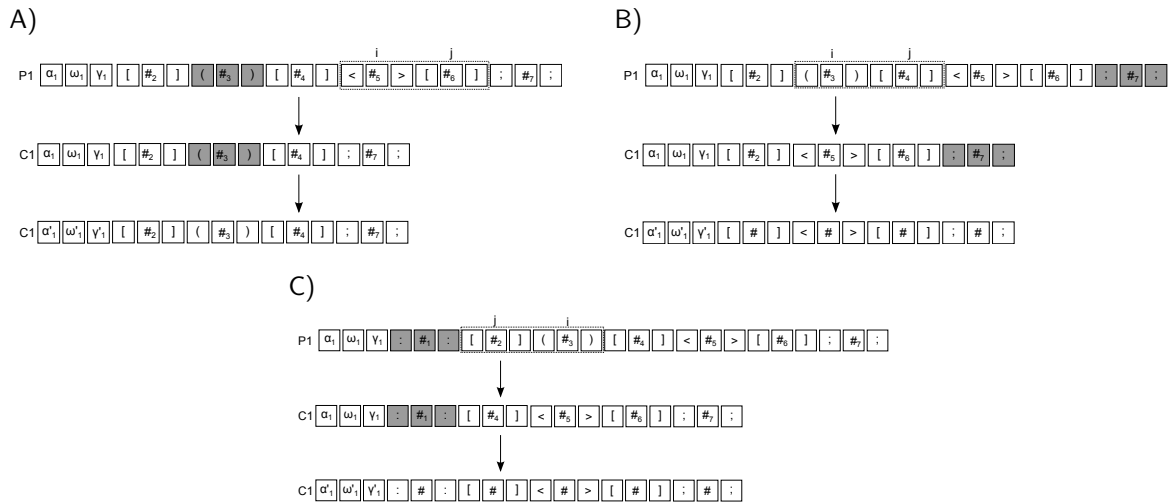 A)
i j
P1 α₁ ω₁ γ₁ [ #₂ ] ( #₃ ) [ #₄ ] < #₅ > [ #₆ ] ; #₇ ;
C1 α₁ ω₁ γ₁ [ #₂ ] ( #₃ ) [ #₄ ] ; #₇ ;
C1 α'₁ ω'₁ γ'₁ [ #₂ ] ( #₃ ) [ #₄ ] ; #₇ ;
B)
i j
P1 α₁ ω₁ γ₁ [ #₂ ] ( #₃ ) [ #₄ ] < #₅ > [ #₆ ] ; #₇ ;
C1 α₁ ω₁ γ₁ [ #₂ ] < #₅ > [ #₆ ] ; #₇ ;
C1 α'₁ ω'₁ γ'₁ [ # ] < # > [ # ] ; # ;
C)
j i
P1 α₁ ω₁ γ₁ : #₁ : [ #₂ ] ( #₃ ) [ #₄ ] < #₅ > [ #₆ ] ; #₇ ;
C1 α₁ ω₁ γ₁ : #₁ : [ #₄ ] < #₅ > [ #₆ ] ; #₇ ;
C1 α'₁ ω'₁ γ'₁ : # : [ # ] < # > [ # ] ; # ;